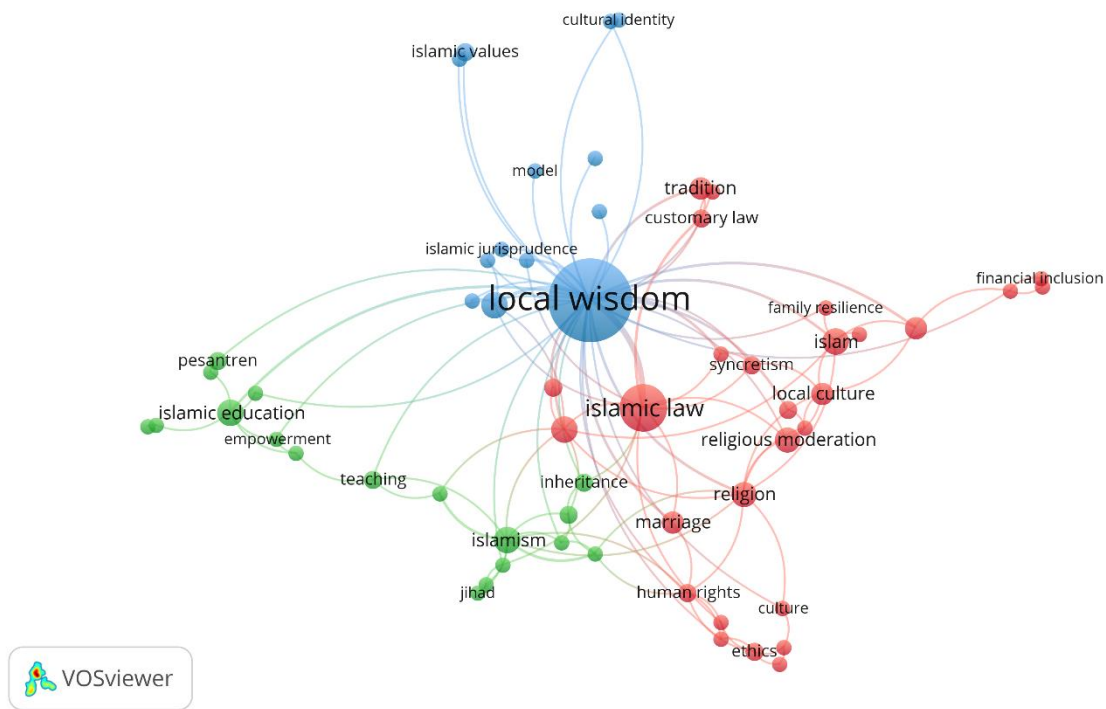 cultural identity
islamic values
model
tradition
customary law
islamic jurisprudence
financial inclusion
local wisdom
family resilience
islam
pesantren
syncretism
local culture
islamic education
islamic law
empowerment
religious moderation
teaching
inheritance
religion
marriage
islamism
jihad
human rights
culture
ethics
VOSviewer